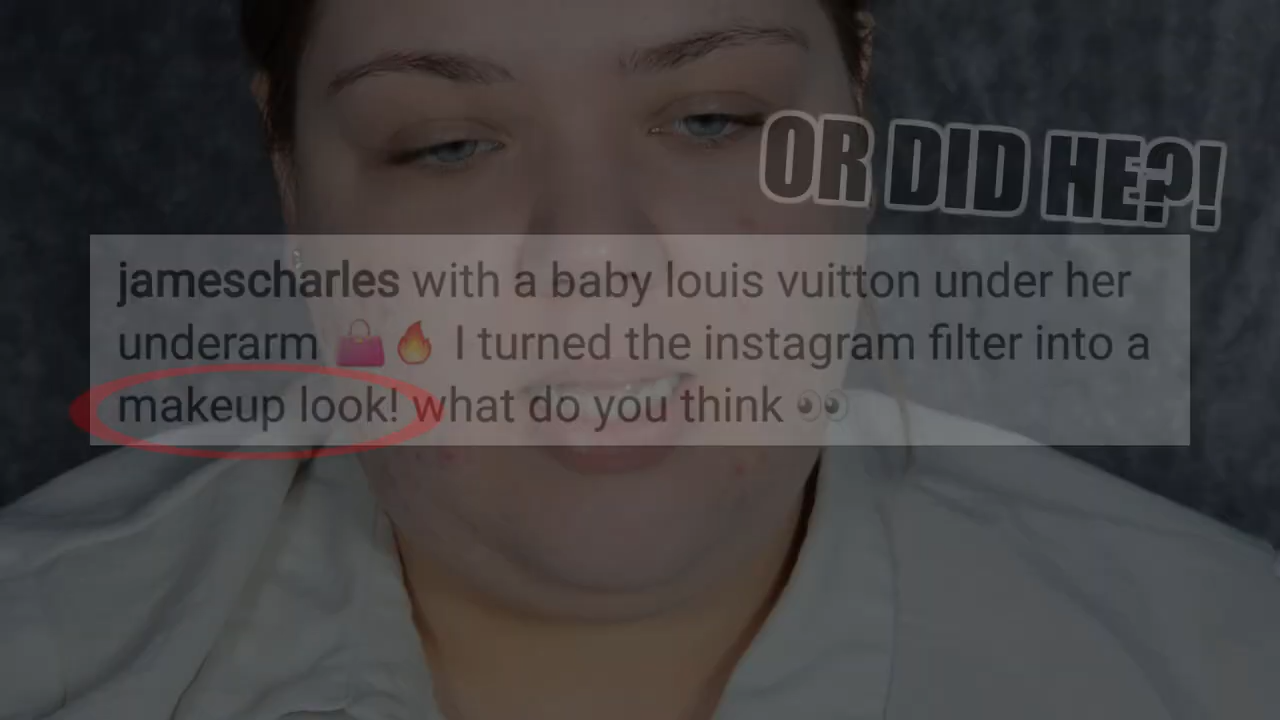 OR DID HE?!
jamescharles with a baby louis vuitton under her
underarm 👜🔥 I turned the instagram filter into a
makeup look! what do you think 👀